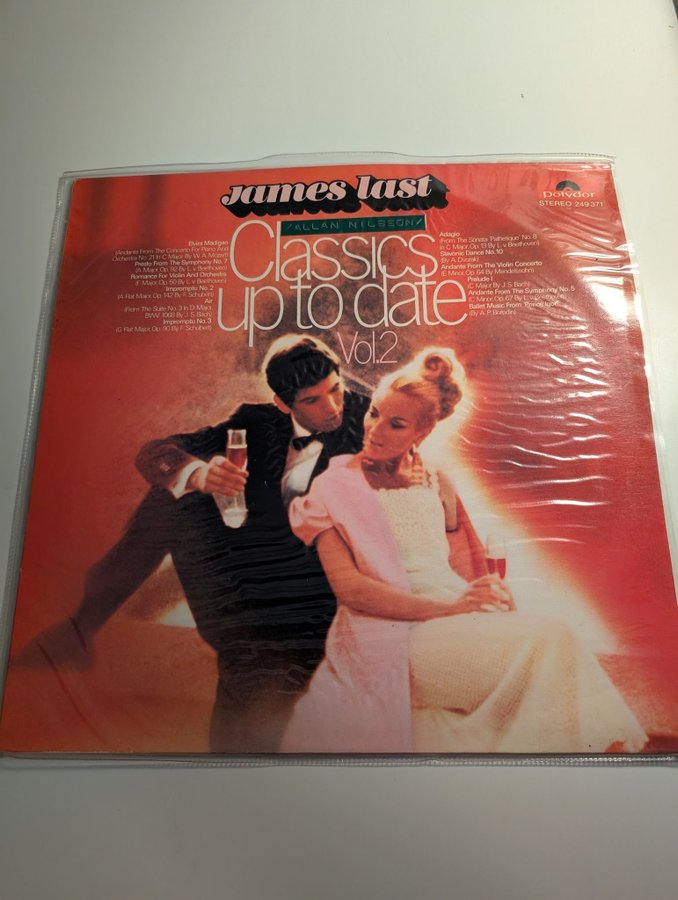 james last
polydor
STEREO 249 371
/ALLAN NILSSON/
Classics
up to date
Vol.2
Elvira Madigan
(Andante From The Concerto For Piano And
Orchestra No. 21 In C Major By W. A. Mozart)
Presto From The Symphony No. 7
(A Major, Op. 92 By L. v. Beethoven)
Romance For Violin And Orchestra
(F Major, Op. 50 By L. v. Beethoven)
Impromptu No. 2
(A Flat Major, Op. 142 By F. Schubert)
Air
(From The Suite No. 3 In D Major
BWV 1068 By J. S. Bach)
Impromptu No. 3
(G Flat Major, Op. 90 By F. Schubert)
Adagio
(From The Sonata 'Pathetique' No. 8
in C Major, Op. 13 By L. v. Beethoven)
Slavonic Dance No. 10
(By A. Dvorak)
Andante From The Violin Concerto
(E Minor, Op. 64 By Mendelssohn)
Prelude I
(C Major By J. S. Bach)
Andante From The Symphony No. 5
(C Minor, Op. 67 By L. v. Beethoven)
Ballet Music From "Prince Igor"
(By A. P. Borodin)